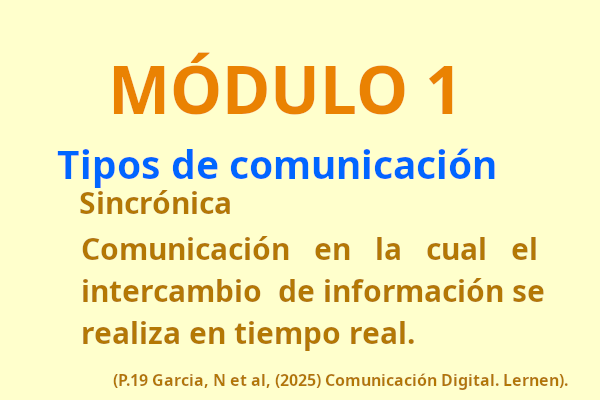 MÓDULO 1
Tipos de comunicación
Sincrónica
Comunicación en la cual el
intercambio de información se
realiza en tiempo real.
(P.19 Garcia, N et al, (2025) Comunicación Digital. Lernen).